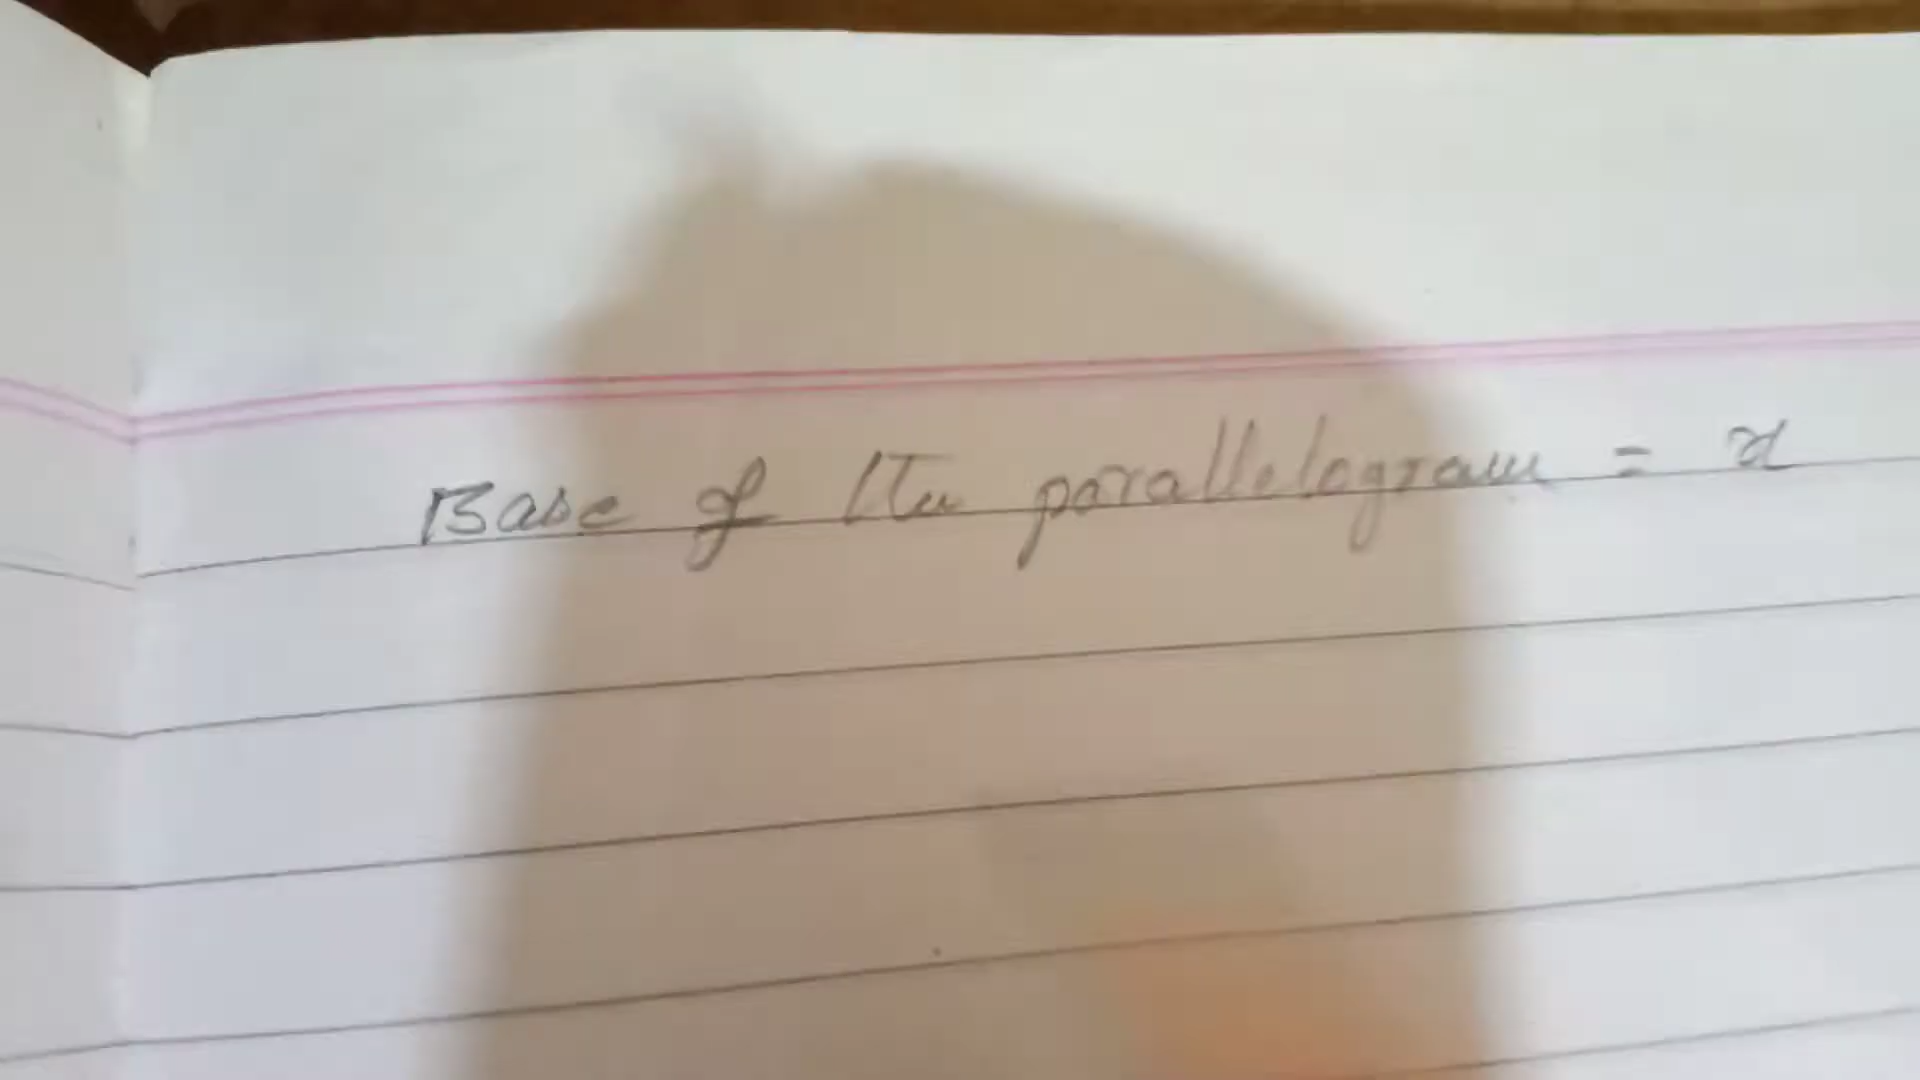 Base of the parallelogram = x